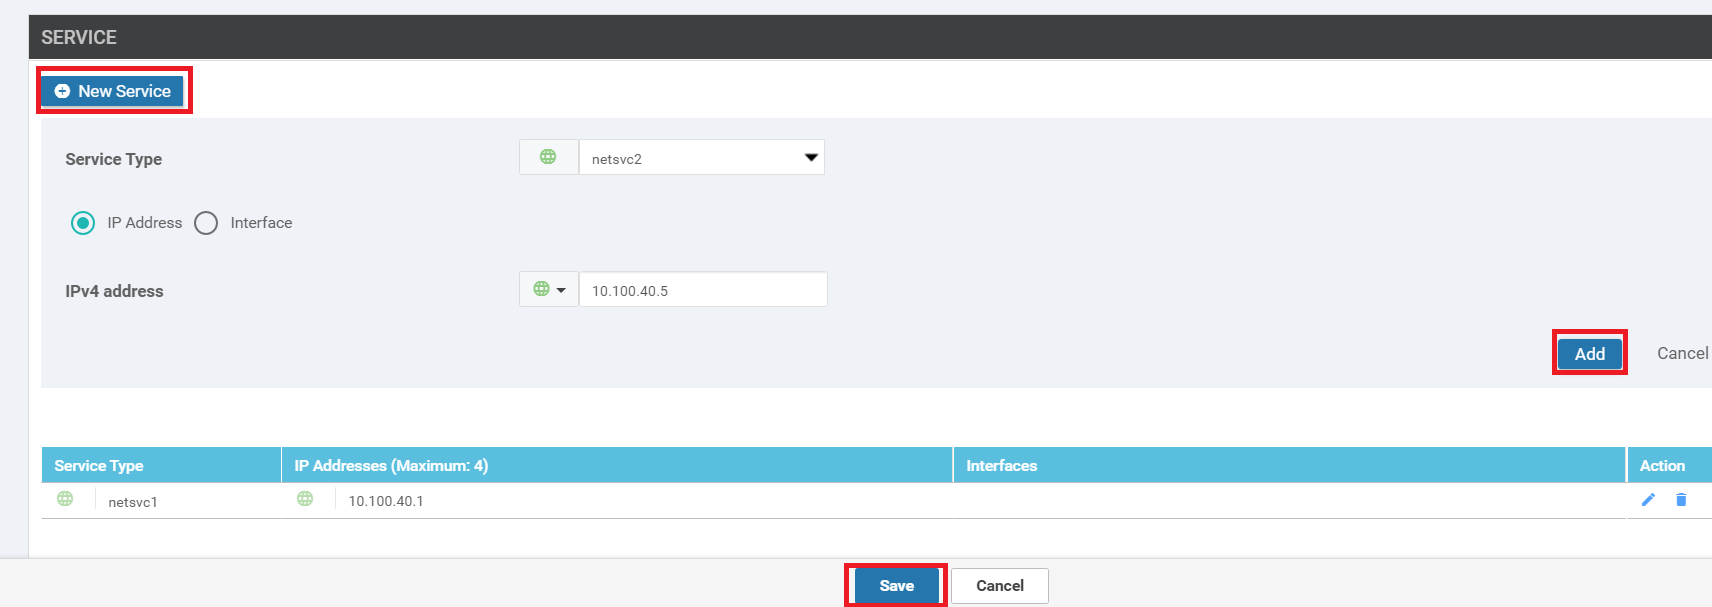 SERVICE
New Service
Service Type
netsvc2
IP Address Interface
IPv4 address
10.100.40.5
Add Cancel
Service Type IP Addresses (Maximum: 4) Interfaces Action
netsvc1 10.100.40.1
Save Cancel